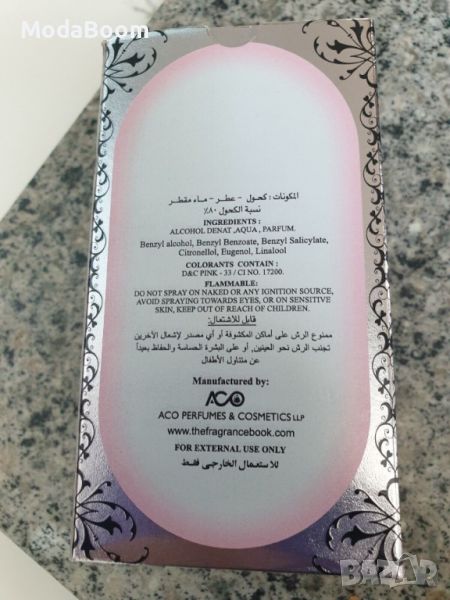 ModaBoom
المكونات : كحول - عطر - ماء مقطر
نسبة الكحول ٨٠٪
INGREDIENTS :
ALCOHOL DENAT ,AQUA , PARFUM.
Benzyl alcohol, Benzyl Benzoate, Benzyl Salicylate,
Citronellol, Eugenol, Linalool
COLORANTS CONTAIN :
D&C PINK - 33 / CI NO. 17200.
FLAMMABLE:
DO NOT SPRAY ON NAKED OR ANY IGNITION SOURCE,
AVOID SPRAYING TOWARDS EYES, OR ON SENSITIVE
SKIN, KEEP OUT OF REACH OF CHILDREN.
قابل للاشتعال:
ممنوع الرش على أماكن المكشوفة أو أي مصدر لإشعال الآخرين
تجنب الرش نحو العينين, أو على البشرة الحساسة والحفاظ بعيداً
عن متناول الأطفال
Manufactured by:
ACO
ACO PERFUMES & COSMETICS LLP
www.thefragrancebook.com
FOR EXTERNAL USE ONLY
للاستعمال الخارجى فقط
BAZAR